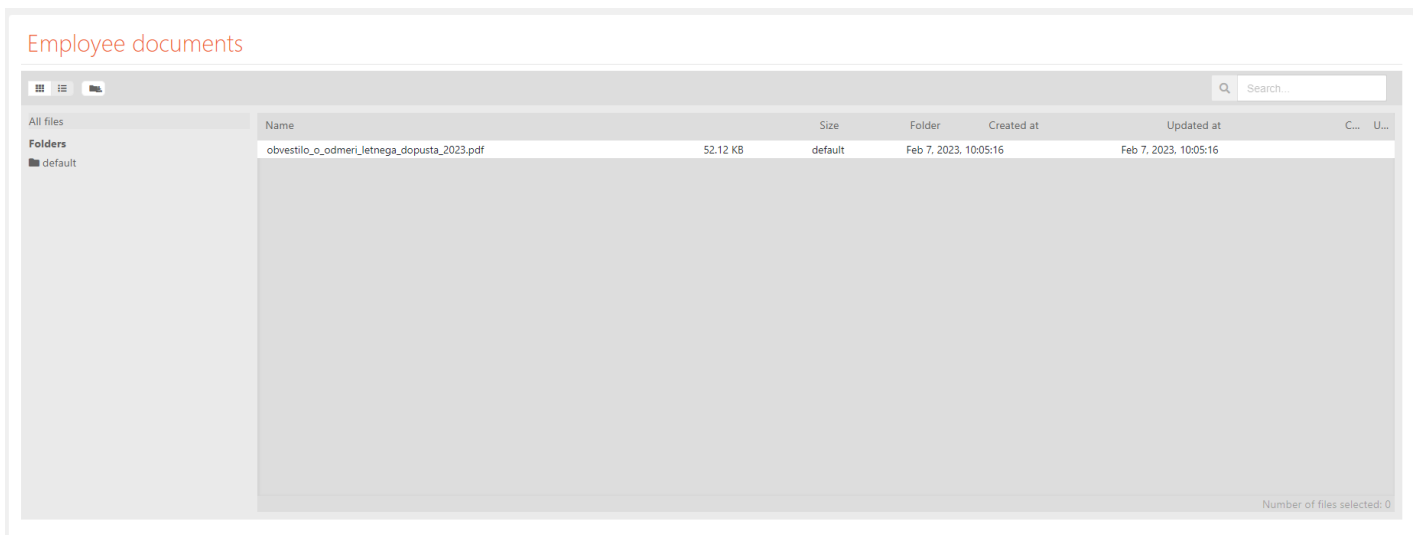 Employee documents
Search...
All files
Folders
default
Name Size Folder Created at Updated at C... U...
obvestilo_o_odmeri_letnega_dopusta_2023.pdf 52.12 KB default Feb 7, 2023, 10:05:16 Feb 7, 2023, 10:05:16
Number of files selected: 0